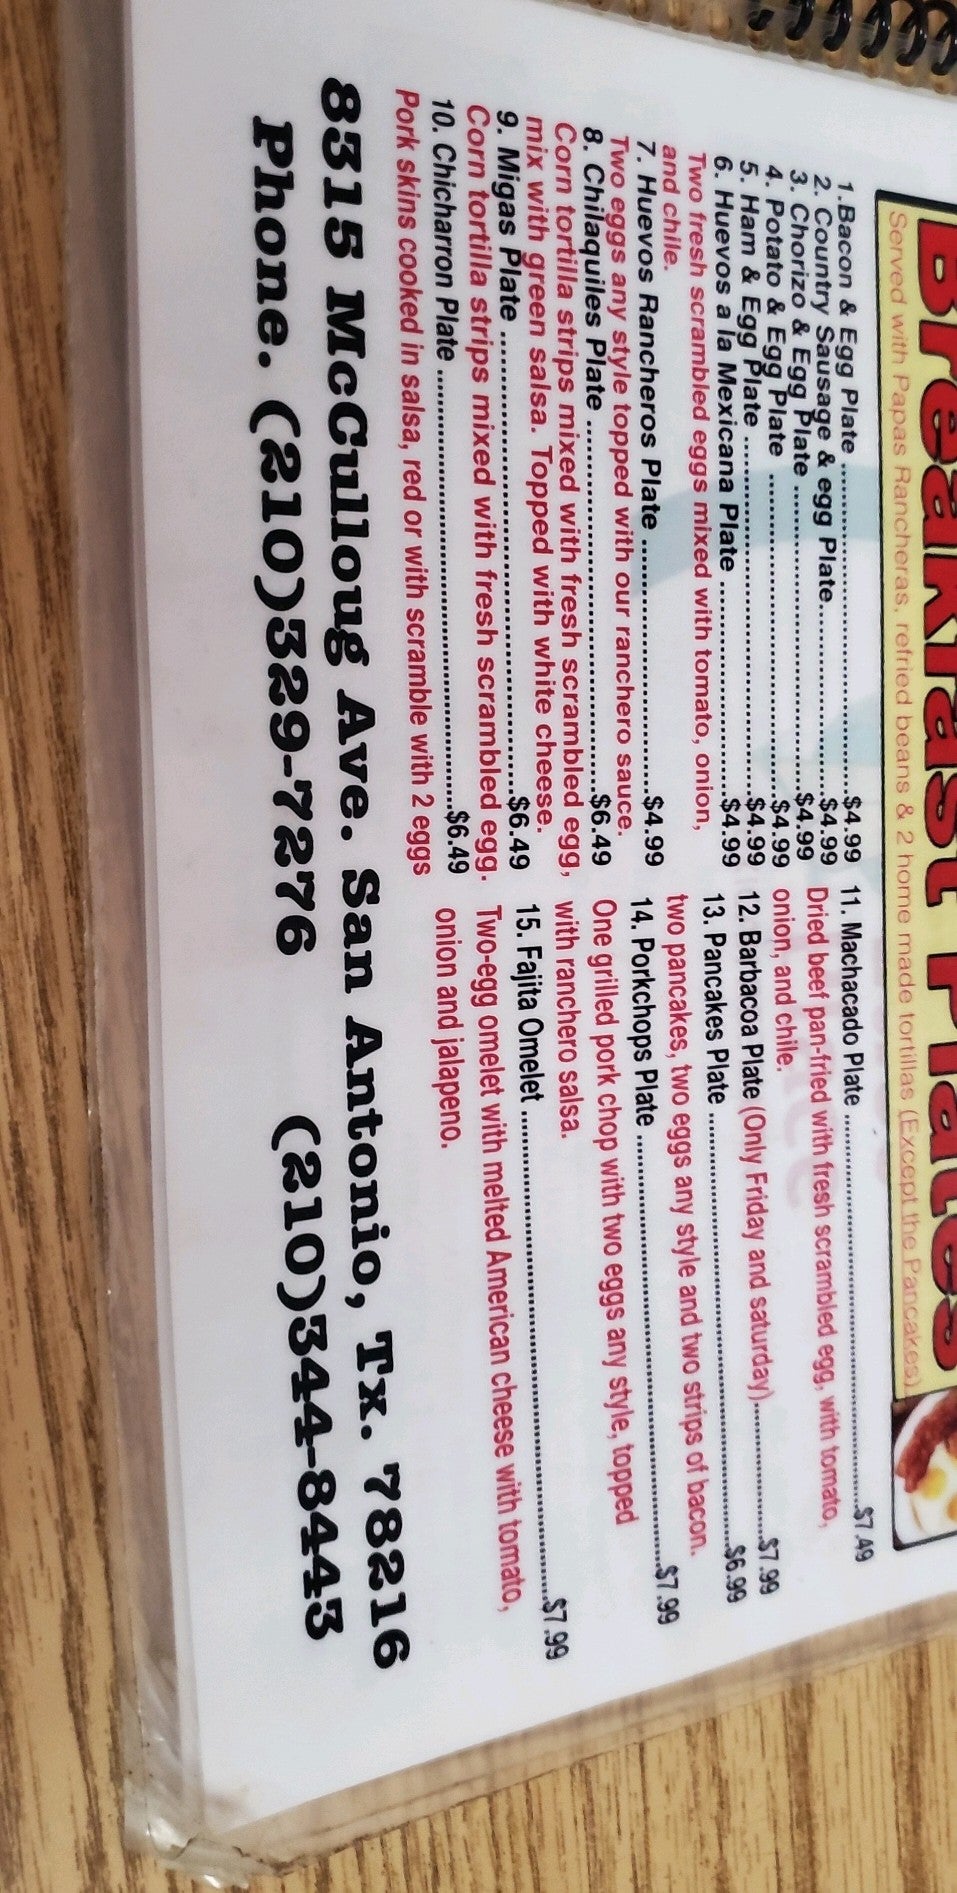 Breakfast Plates
Served with Papas Rancheras, refried beans & 2 home made tortillas (Except the Pancakes)
1.Bacon & Egg Plate ..........$4.99
2. Country Sausage & egg Plate..........$4.99
3. Chorizo & Egg Plate ..........$4.99
4. Potato & Egg Plate ..........$4.99
5. Ham & Egg Plate ..........$4.99
6. Huevos a la Mexicana Plate ..........$4.99
Two fresh scrambled eggs mixed with tomato, onion,
and chile.
7. Huevos Rancheros Plate ..........$4.99
Two eggs any style topped with our ranchero sauce.
8. Chilaquiles Plate ..........$6.49
Corn tortilla strips mixed with fresh scrambled egg,
mix with green salsa. Topped with white cheese.
9. Migas Plate ..........$6.49
Corn tortilla strips mixed with fresh scrambled egg.
10. Chicharron Plate ..........$6.49
Pork skins cooked in salsa, red or with scramble with 2 eggs
11. Machacado Plate ..........$7.49
Dried beef pan-fried with fresh scrambled egg, with tomato,
onion, and chile.
12. Barbacoa Plate (Only Friday and saturday)..........$7.99
13. Pancakes Plate ..........$6.99
two pancakes, two eggs any style and two strips of bacon.
14. Porkchops Plate ..........$7.99
One grilled pork chop with two eggs any style, topped
with ranchero salsa.
15. Fajita Omelet ..........$7.99
Two-egg omelet with melted American cheese with tomato,
onion and jalapeno.
8315 McCulloug Ave. San Antonio, Tx. 78216
Phone. (210)329-7276 (210)344-8443